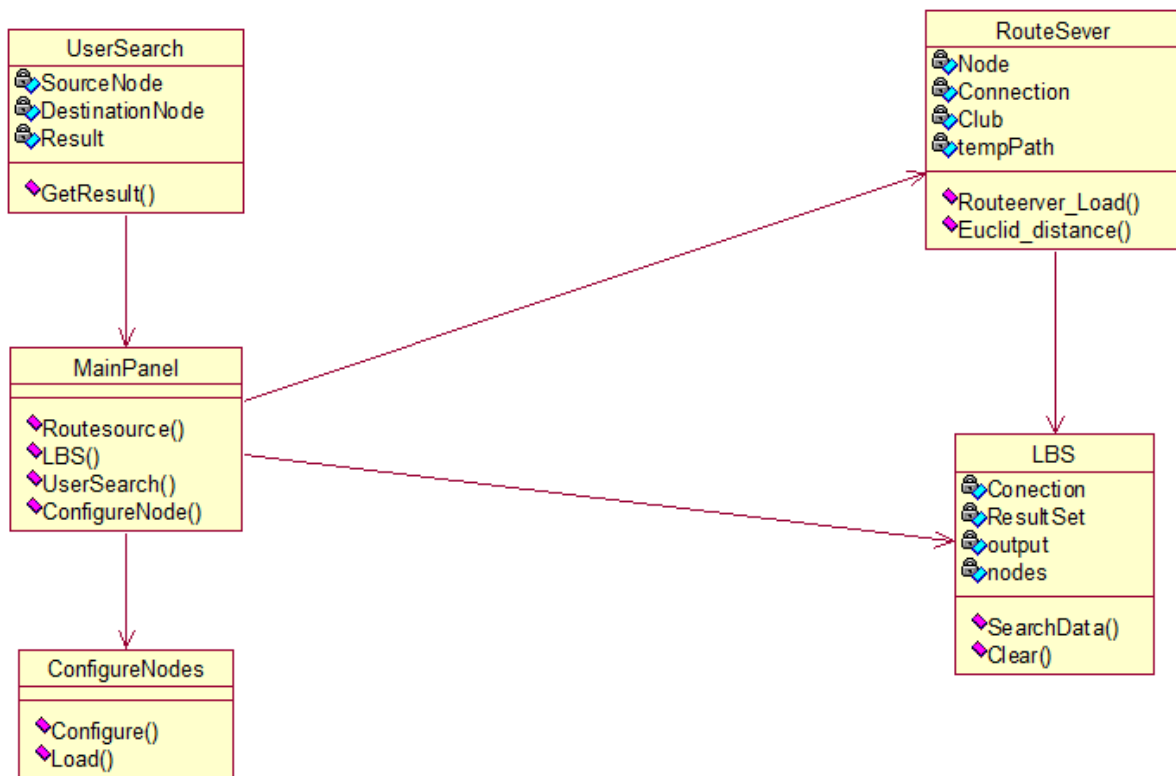 UserSearch
SourceNode
DestinationNode
Result
GetResult()
RouteSever
Node
Connection
Club
tempPath
Routeerver_Load()
Euclid_distance()
MainPanel
Routesource()
LBS()
UserSearch()
ConfigureNode()
LBS
Conection
ResultSet
output
nodes
SearchData()
Clear()
ConfigureNodes
Configure()
Load()